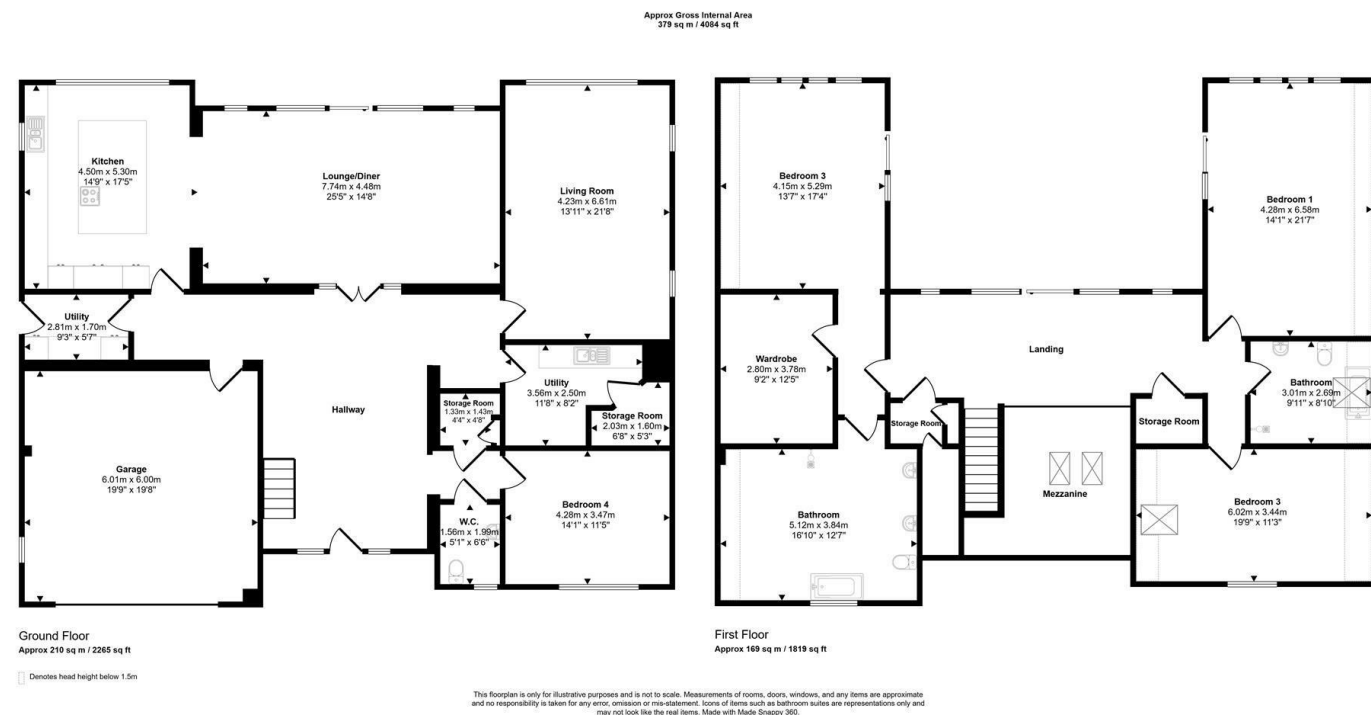 Approx Gross Internal Area
379 sq m / 4084 sq ft
Kitchen
4.50m x 5.30m
14'9" x 17'5"
Lounge/Diner
7.74m x 4.48m
25'5" x 14'8"
Living Room
4.23m x 6.61m
13'11" x 21'8"
Utility
2.81m x 1.70m
9'3" x 5'7"
Hallway
Storage Room
1.33m x 1.43m
4'4" x 4'8"
Utility
3.56m x 2.50m
11'8" x 8'2"
Storage Room
2.03m x 1.60m
6'8" x 5'3"
Garage
6.01m x 6.00m
19'9" x 19'8"
W.C.
1.56m x 1.99m
5'1" x 6'6"
Bedroom 4
4.28m x 3.47m
14'1" x 11'5"
Ground Floor
Approx 210 sq m / 2265 sq ft
Denotes head height below 1.5m
Bedroom 3
4.15m x 5.29m
13'7" x 17'4"
Bedroom 1
4.28m x 6.58m
14'1" x 21'7"
Wardrobe
2.80m x 3.78m
9'2" x 12'5"
Landing
Bathroom
3.01m x 2.69m
9'11" x 8'10"
Storage Room
Storage Room
Mezzanine
Bathroom
5.12m x 3.84m
16'10" x 12'7"
Bedroom 3
6.02m x 3.44m
19'9" x 11'3"
First Floor
Approx 169 sq m / 1819 sq ft
This floorplan is only for illustrative purposes and is not to scale. Measurements of rooms, doors, windows, and any items are approximate
and no responsibility is taken for any error, omission or mis-statement. Icons of items such as bathroom suites are representations only and
may not look like the real items. Made with Made Snappy 360.